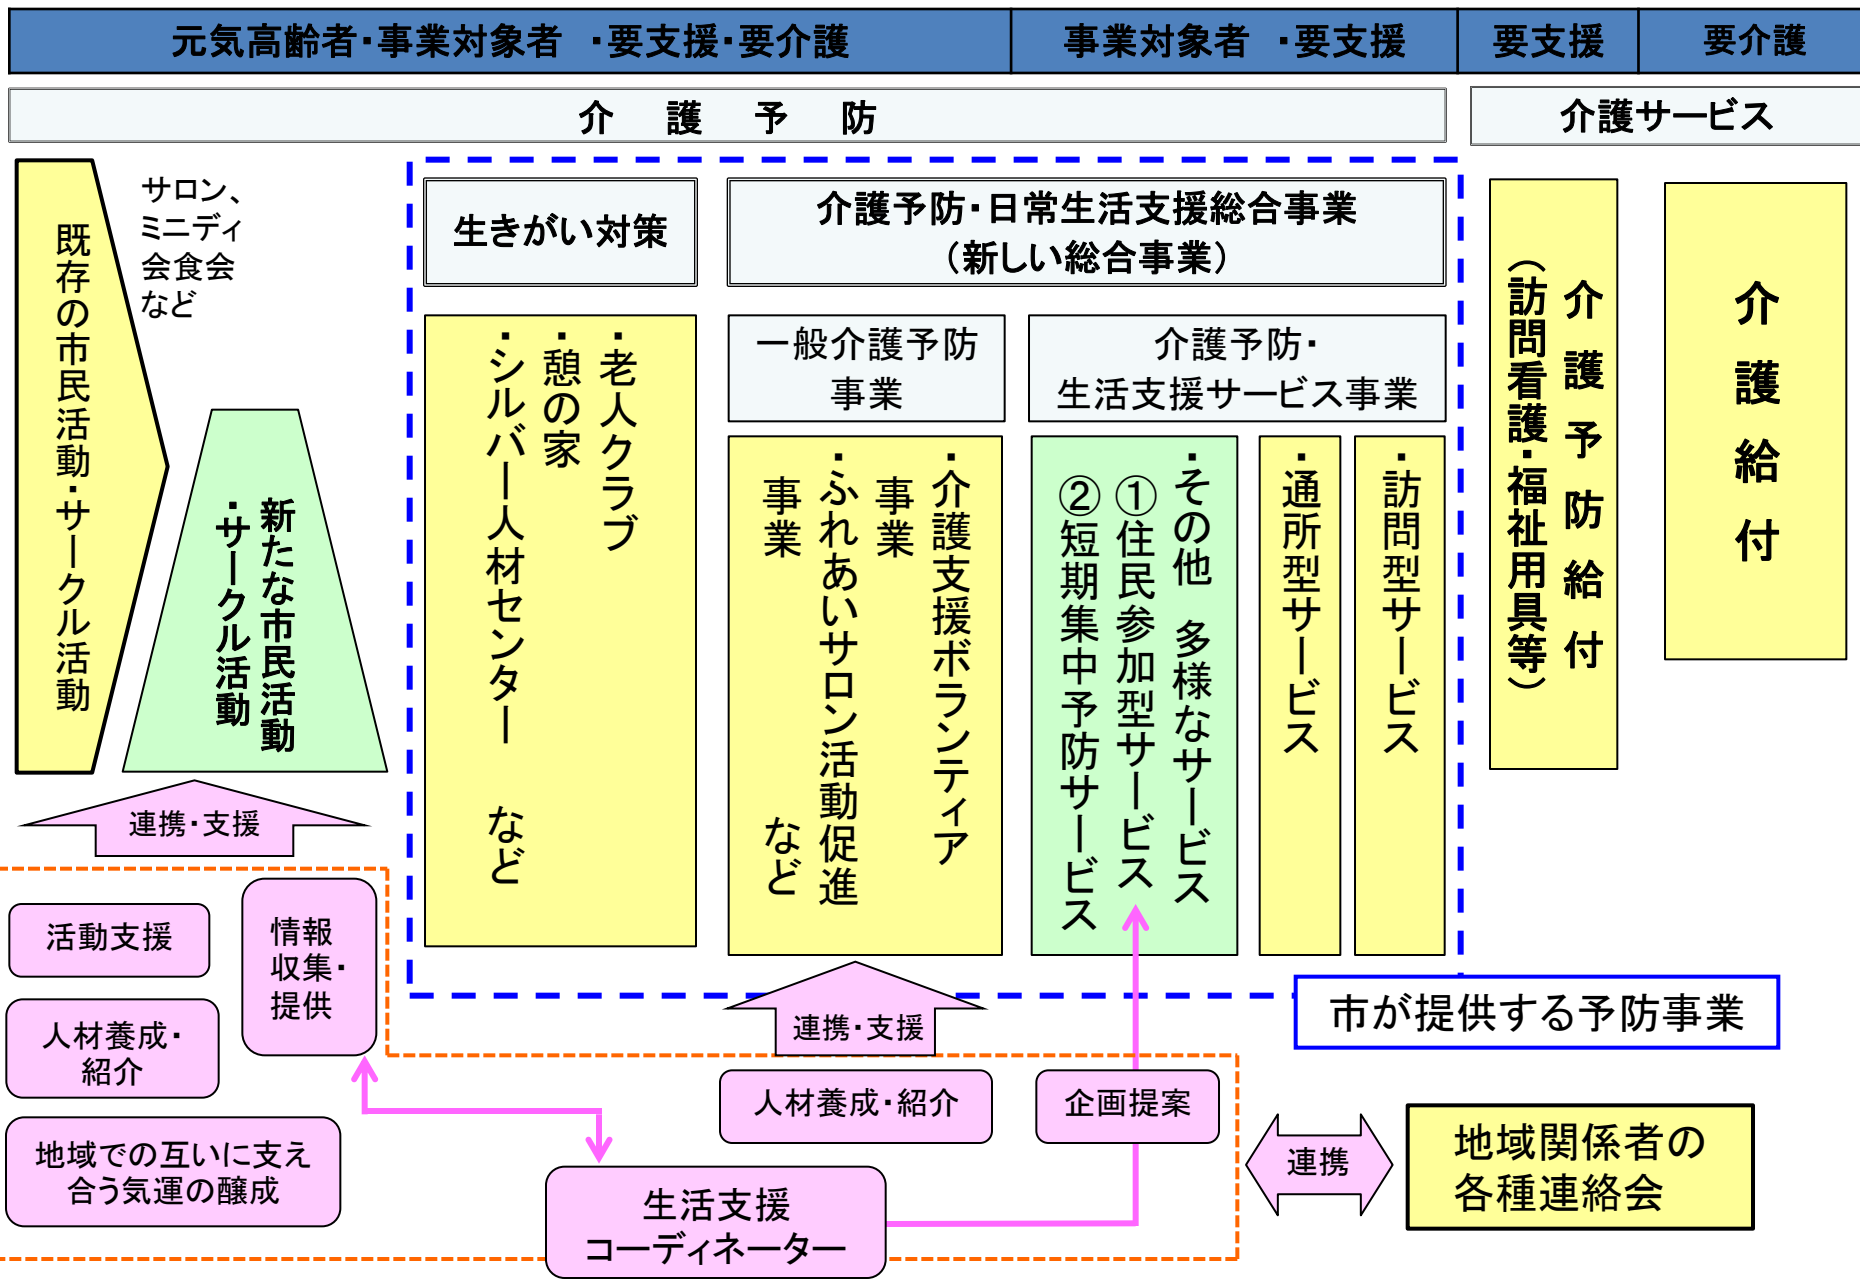 元気高齢者・事業対象者 ・要支援・要介護
事業対象者 ・要支援
要支援
要介護
介 護 予 防
介護サービス
既存の市民活動・サークル活動
サロン、
ミニディ
会食会
など
新たな市民活動
・サークル活動
連携・支援
生きがい対策
・老人クラブ
・憩の家
・シルバー人材センター など
介護予防・日常生活支援総合事業
（新しい総合事業）
一般介護予防
事業
・介護支援ボランティア
事業
・ふれあいサロン活動促進
事業 など
介護予防・
生活支援サービス事業
・その他 多様なサービス
①住民参加型サービス
②短期集中予防サービス
・通所型サービス
・訪問型サービス
介護予防給付
（訪問看護・福祉用具等）
介護給付
市が提供する予防事業
活動支援
情報
収集・
提供
人材養成・
紹介
地域での互いに支え
合う気運の醸成
連携・支援
人材養成・紹介
企画提案
生活支援
コーディネーター
連携
地域関係者の
各種連絡会